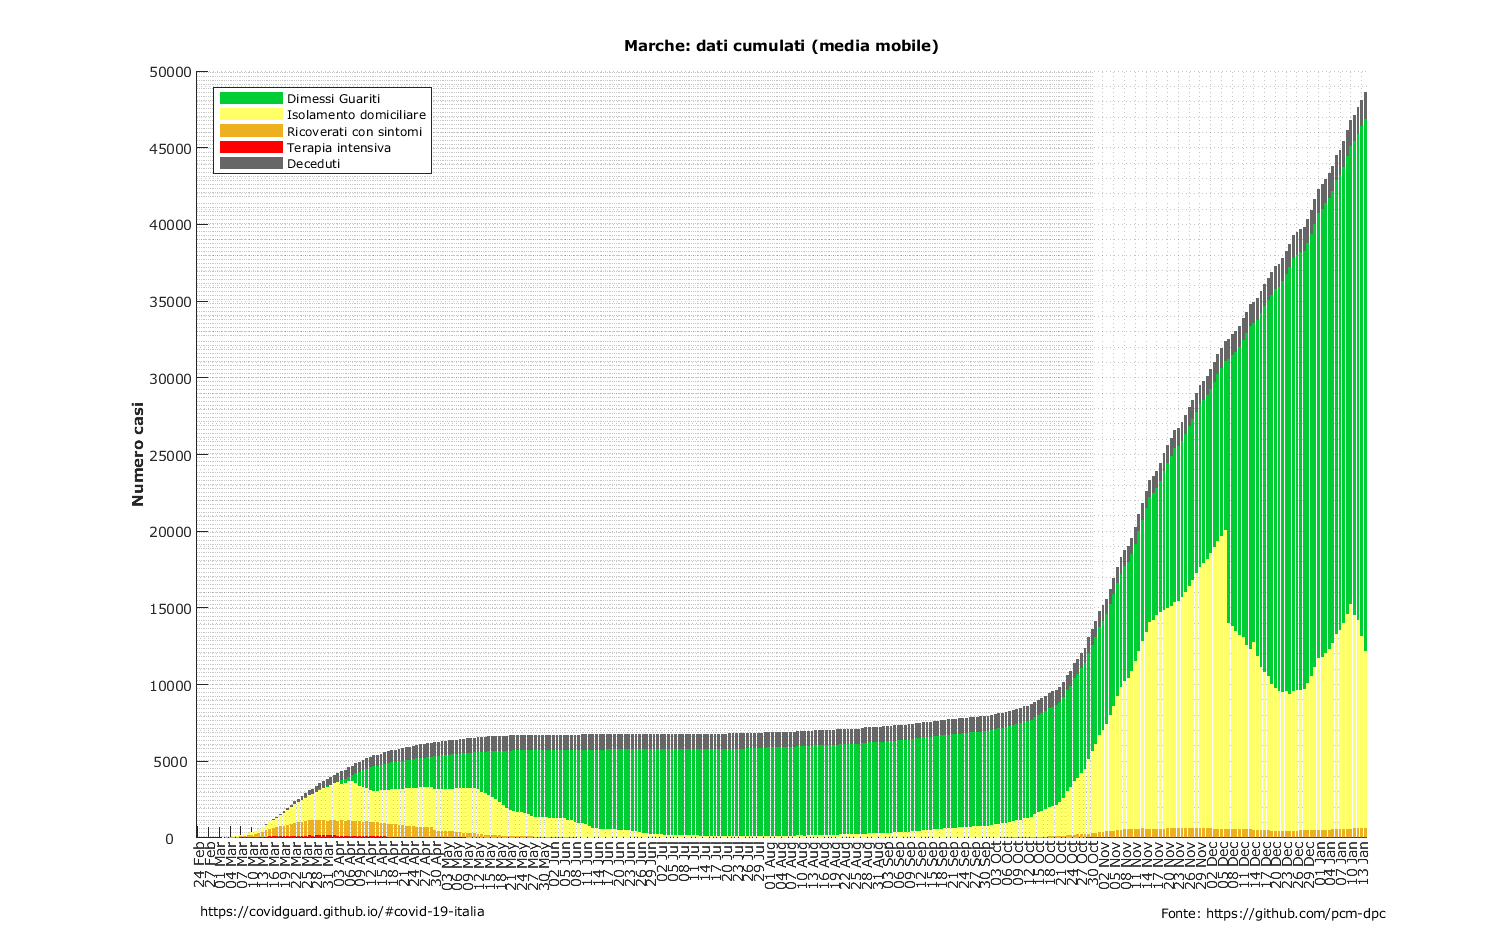 Marche: dati cumulati (media mobile)
Dimessi Guariti
Isolamento domiciliare
Ricoverati con sintomi
Terapia intensiva
Deceduti
Numero casi
50000
45000
40000
35000
30000
25000
20000
15000
10000
5000
0
24 Feb
27 Feb
01 Mar
04 Mar
07 Mar
10 Mar
13 Mar
16 Mar
19 Mar
22 Mar
25 Mar
28 Mar
31 Mar
03 Apr
06 Apr
09 Apr
12 Apr
15 Apr
18 Apr
21 Apr
24 Apr
27 Apr
30 Apr
03 May
06 May
09 May
12 May
15 May
18 May
21 May
24 May
27 May
30 May
02 Jun
05 Jun
08 Jun
11 Jun
14 Jun
17 Jun
20 Jun
23 Jun
26 Jun
29 Jun
02 Jul
05 Jul
08 Jul
11 Jul
14 Jul
17 Jul
20 Jul
23 Jul
26 Jul
29 Jul
01 Aug
04 Aug
07 Aug
10 Aug
13 Aug
16 Aug
19 Aug
22 Aug
25 Aug
28 Aug
31 Aug
03 Sep
06 Sep
09 Sep
12 Sep
15 Sep
18 Sep
21 Sep
24 Sep
27 Sep
30 Sep
03 Oct
06 Oct
09 Oct
12 Oct
15 Oct
18 Oct
21 Oct
24 Oct
27 Oct
30 Oct
02 Nov
05 Nov
08 Nov
11 Nov
14 Nov
17 Nov
20 Nov
23 Nov
26 Nov
29 Nov
02 Dec
05 Dec
08 Dec
11 Dec
14 Dec
17 Dec
20 Dec
23 Dec
26 Dec
29 Dec
01 Jan
04 Jan
07 Jan
10 Jan
13 Jan
https://covidguard.github.io/#covid-19-italia
Fonte: https://github.com/pcm-dpc